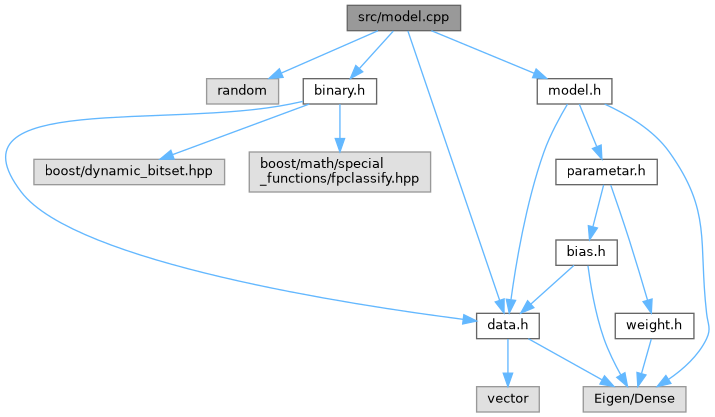 src/model.cpp
random
binary.h
model.h
boost/dynamic_bitset.hpp
boost/math/special
_functions/fpclassify.hpp
parametar.h
bias.h
data.h
weight.h
vector
Eigen/Dense